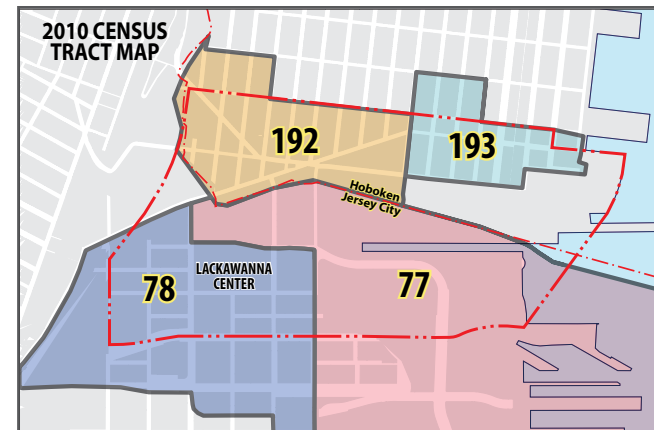 2010 CENSUS
TRACT MAP
192
193
Hoboken
Jersey City
78
LACKAWANNA
CENTER
77